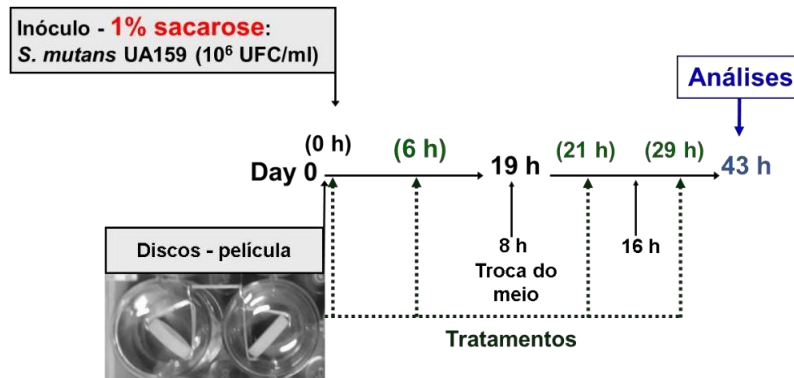 Inóculo - 1% sacarose:
S. mutans UA159 (10⁶ UFC/ml)
Análises
(0 h)
(6 h)
(21 h)
(29 h)
Day 0
19 h
43 h
8 h
16 h
Troca do
meio
Discos - película
Tratamentos